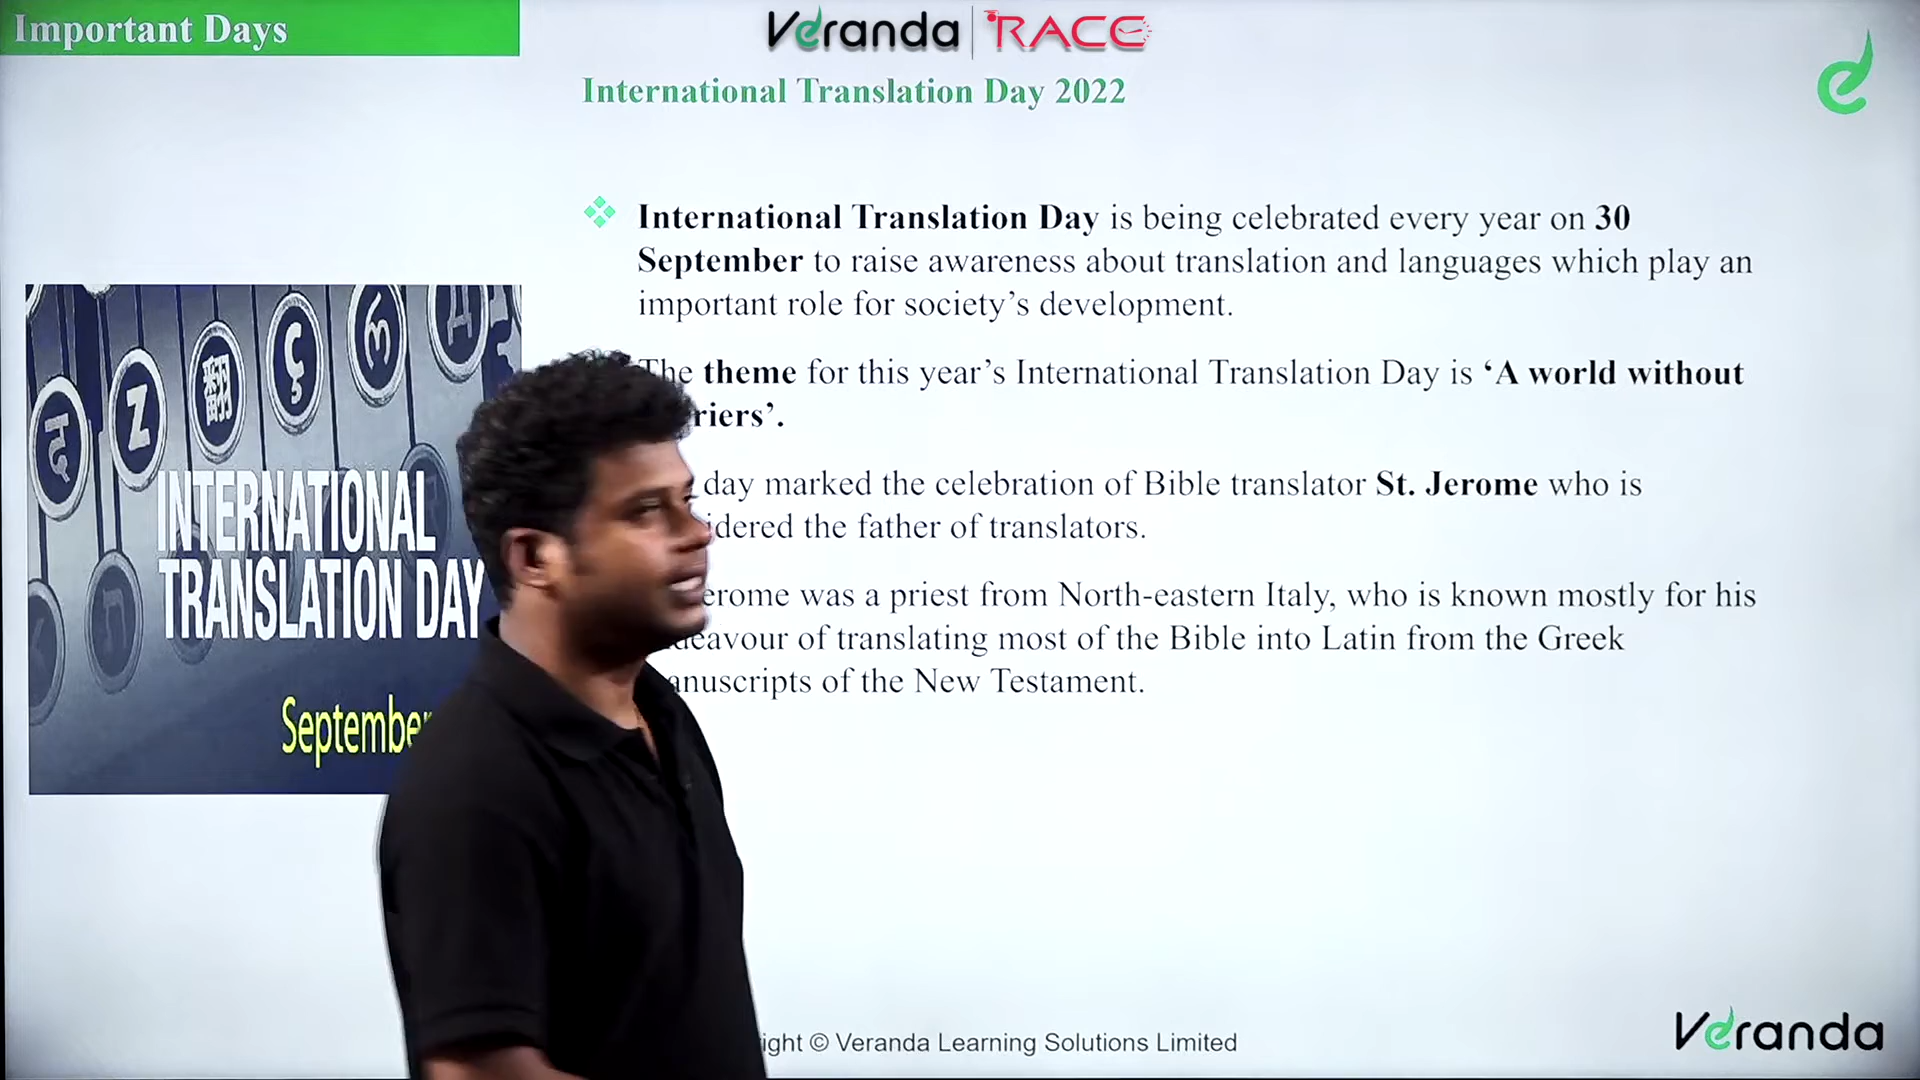 Important Days
Veranda RACE
International Translation Day 2022
International Translation Day is being celebrated every year on 30
September to raise awareness about translation and languages which play an
important role for society’s development.
The theme for this year’s International Translation Day is ‘A world without
riers’.
day marked the celebration of Bible translator St. Jerome who is
idered the father of translators.
erome was a priest from North-eastern Italy, who is known mostly for his
deavour of translating most of the Bible into Latin from the Greek
anuscripts of the New Testament.
द Z 翻 ç თ Д
INTERNATIONAL
TRANSLATION DAY
September
ight © Veranda Learning Solutions Limited
Veranda